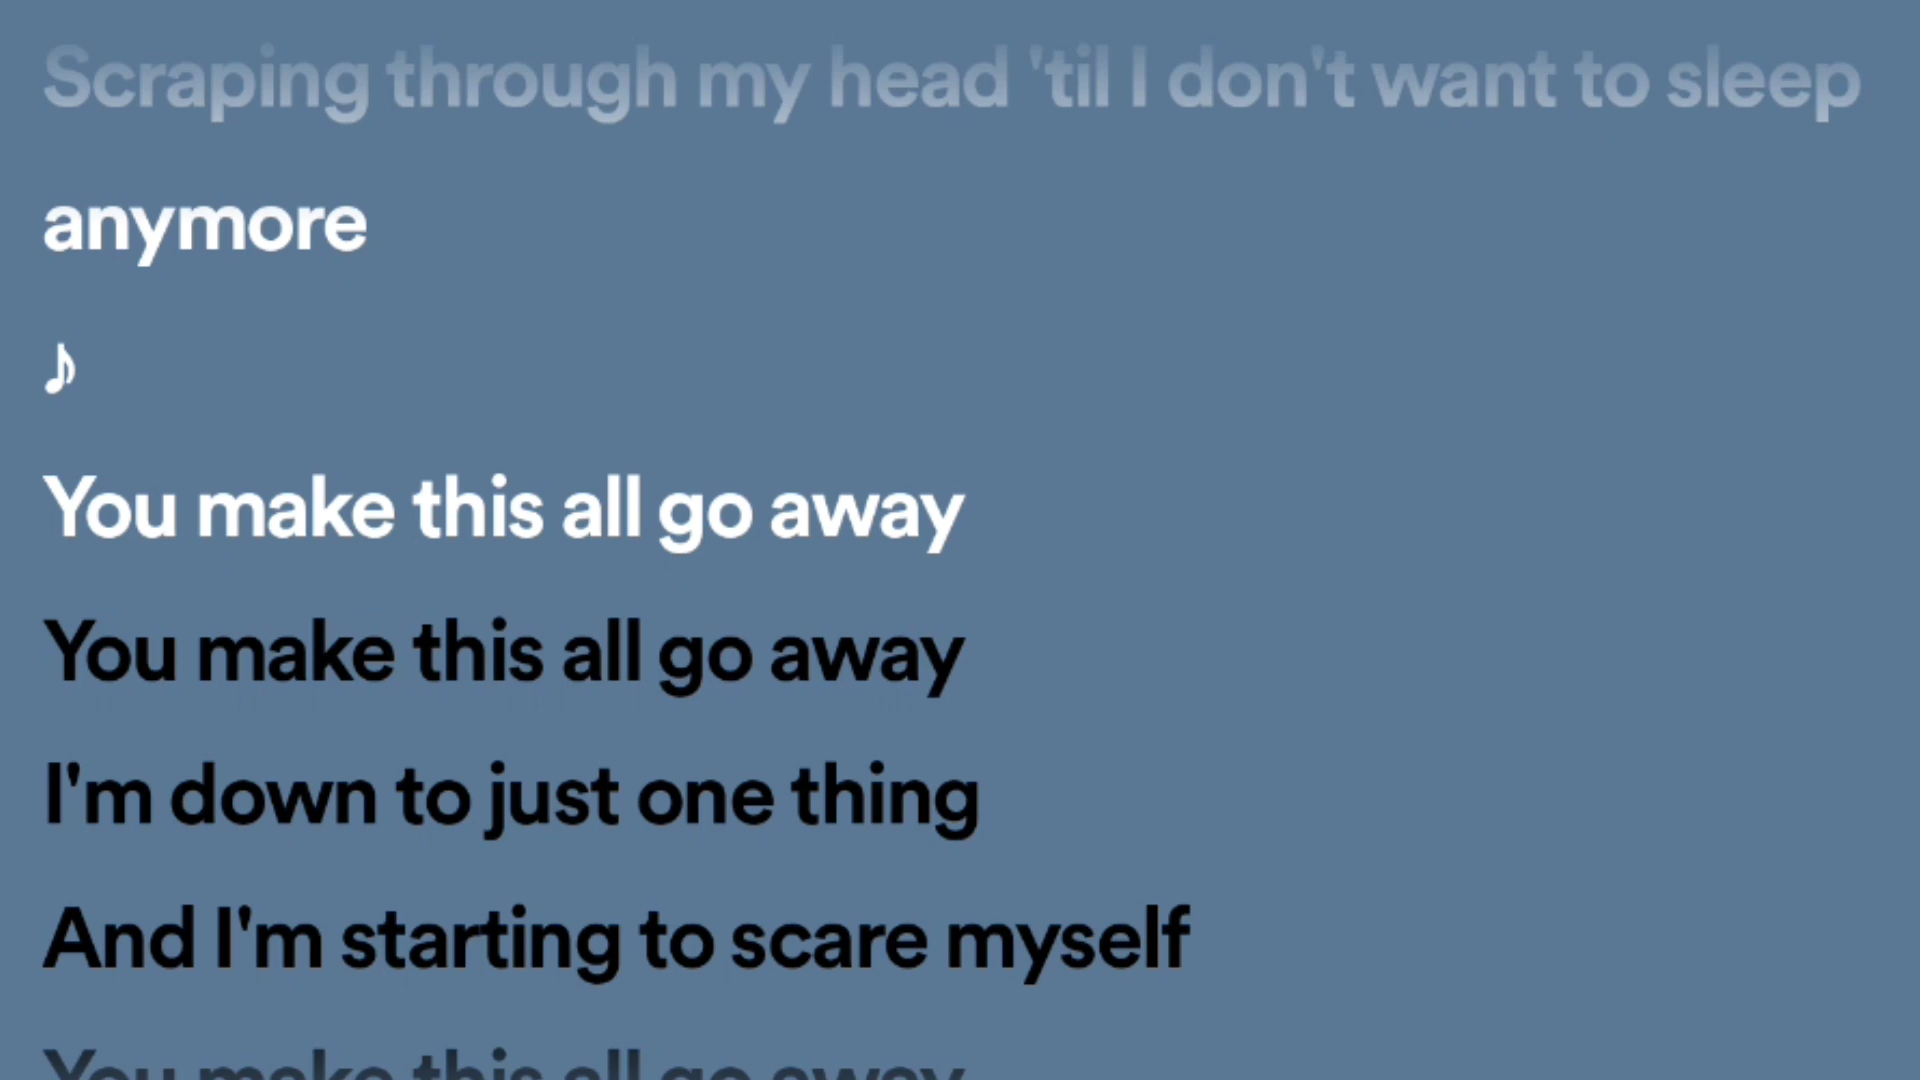 Scraping through my head 'til I don't want to sleep
anymore
♪
You make this all go away
You make this all go away
I'm down to just one thing
And I'm starting to scare myself
You make this all go away